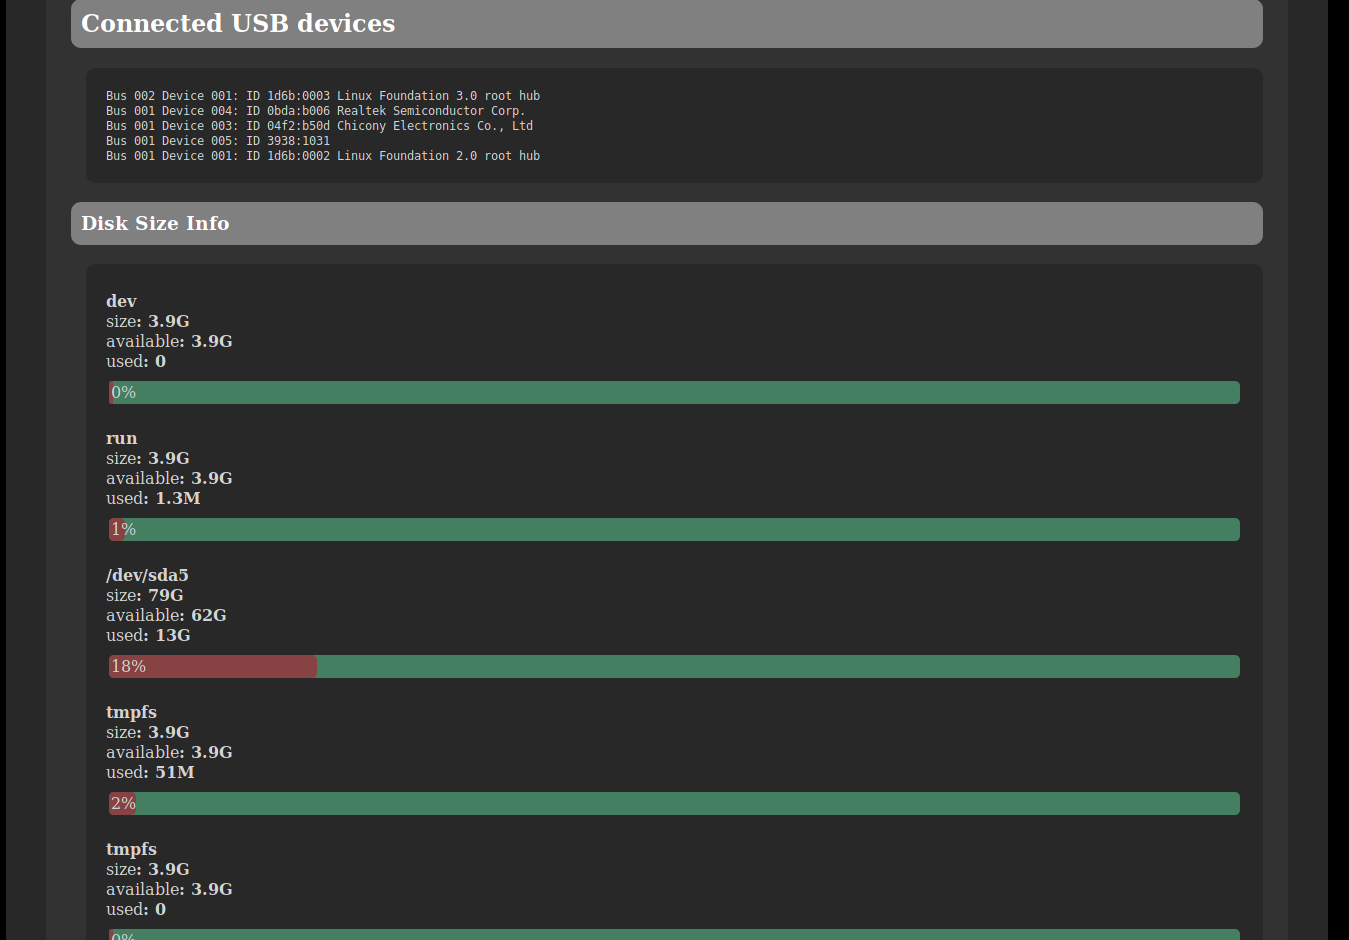 Connected USB devices
Bus 002 Device 001: ID 1d6b:0003 Linux Foundation 3.0 root hub
Bus 001 Device 004: ID 0bda:b006 Realtek Semiconductor Corp.
Bus 001 Device 003: ID 04f2:b50d Chicony Electronics Co., Ltd
Bus 001 Device 005: ID 3938:1031
Bus 001 Device 001: ID 1d6b:0002 Linux Foundation 2.0 root hub
Disk Size Info
dev
size: 3.9G
available: 3.9G
used: 0
0%
run
size: 3.9G
available: 3.9G
used: 1.3M
1%
/dev/sda5
size: 79G
available: 62G
used: 13G
18%
tmpfs
size: 3.9G
available: 3.9G
used: 51M
2%
tmpfs
size: 3.9G
available: 3.9G
used: 0
0%